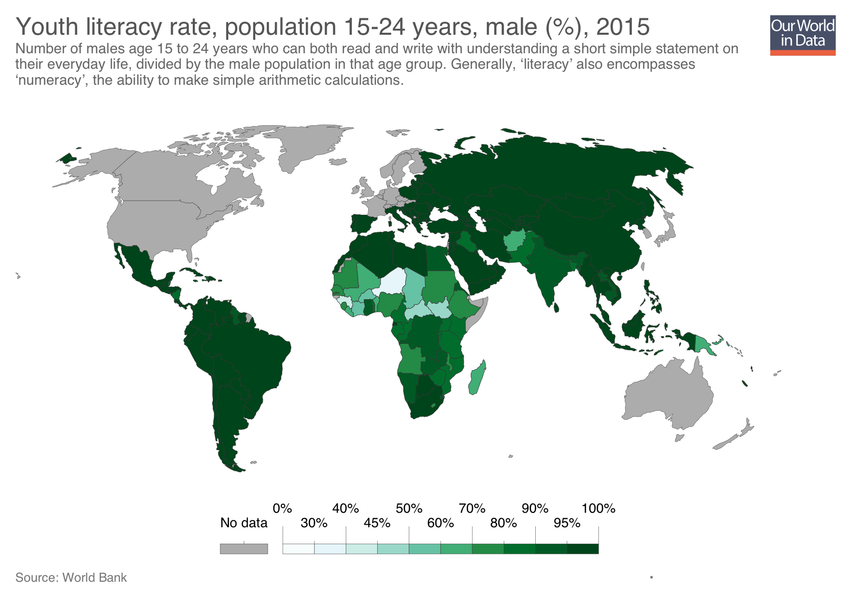 Youth literacy rate, population 15-24 years, male (%), 2015
Our World
in Data
Number of males age 15 to 24 years who can both read and write with understanding a short simple statement on
their everyday life, divided by the male population in that age group. Generally, ‘literacy’ also encompasses
‘numeracy’, the ability to make simple arithmetic calculations.
0% 40% 50% 70% 90% 100%
No data 30% 45% 60% 80% 95%
Source: World Bank